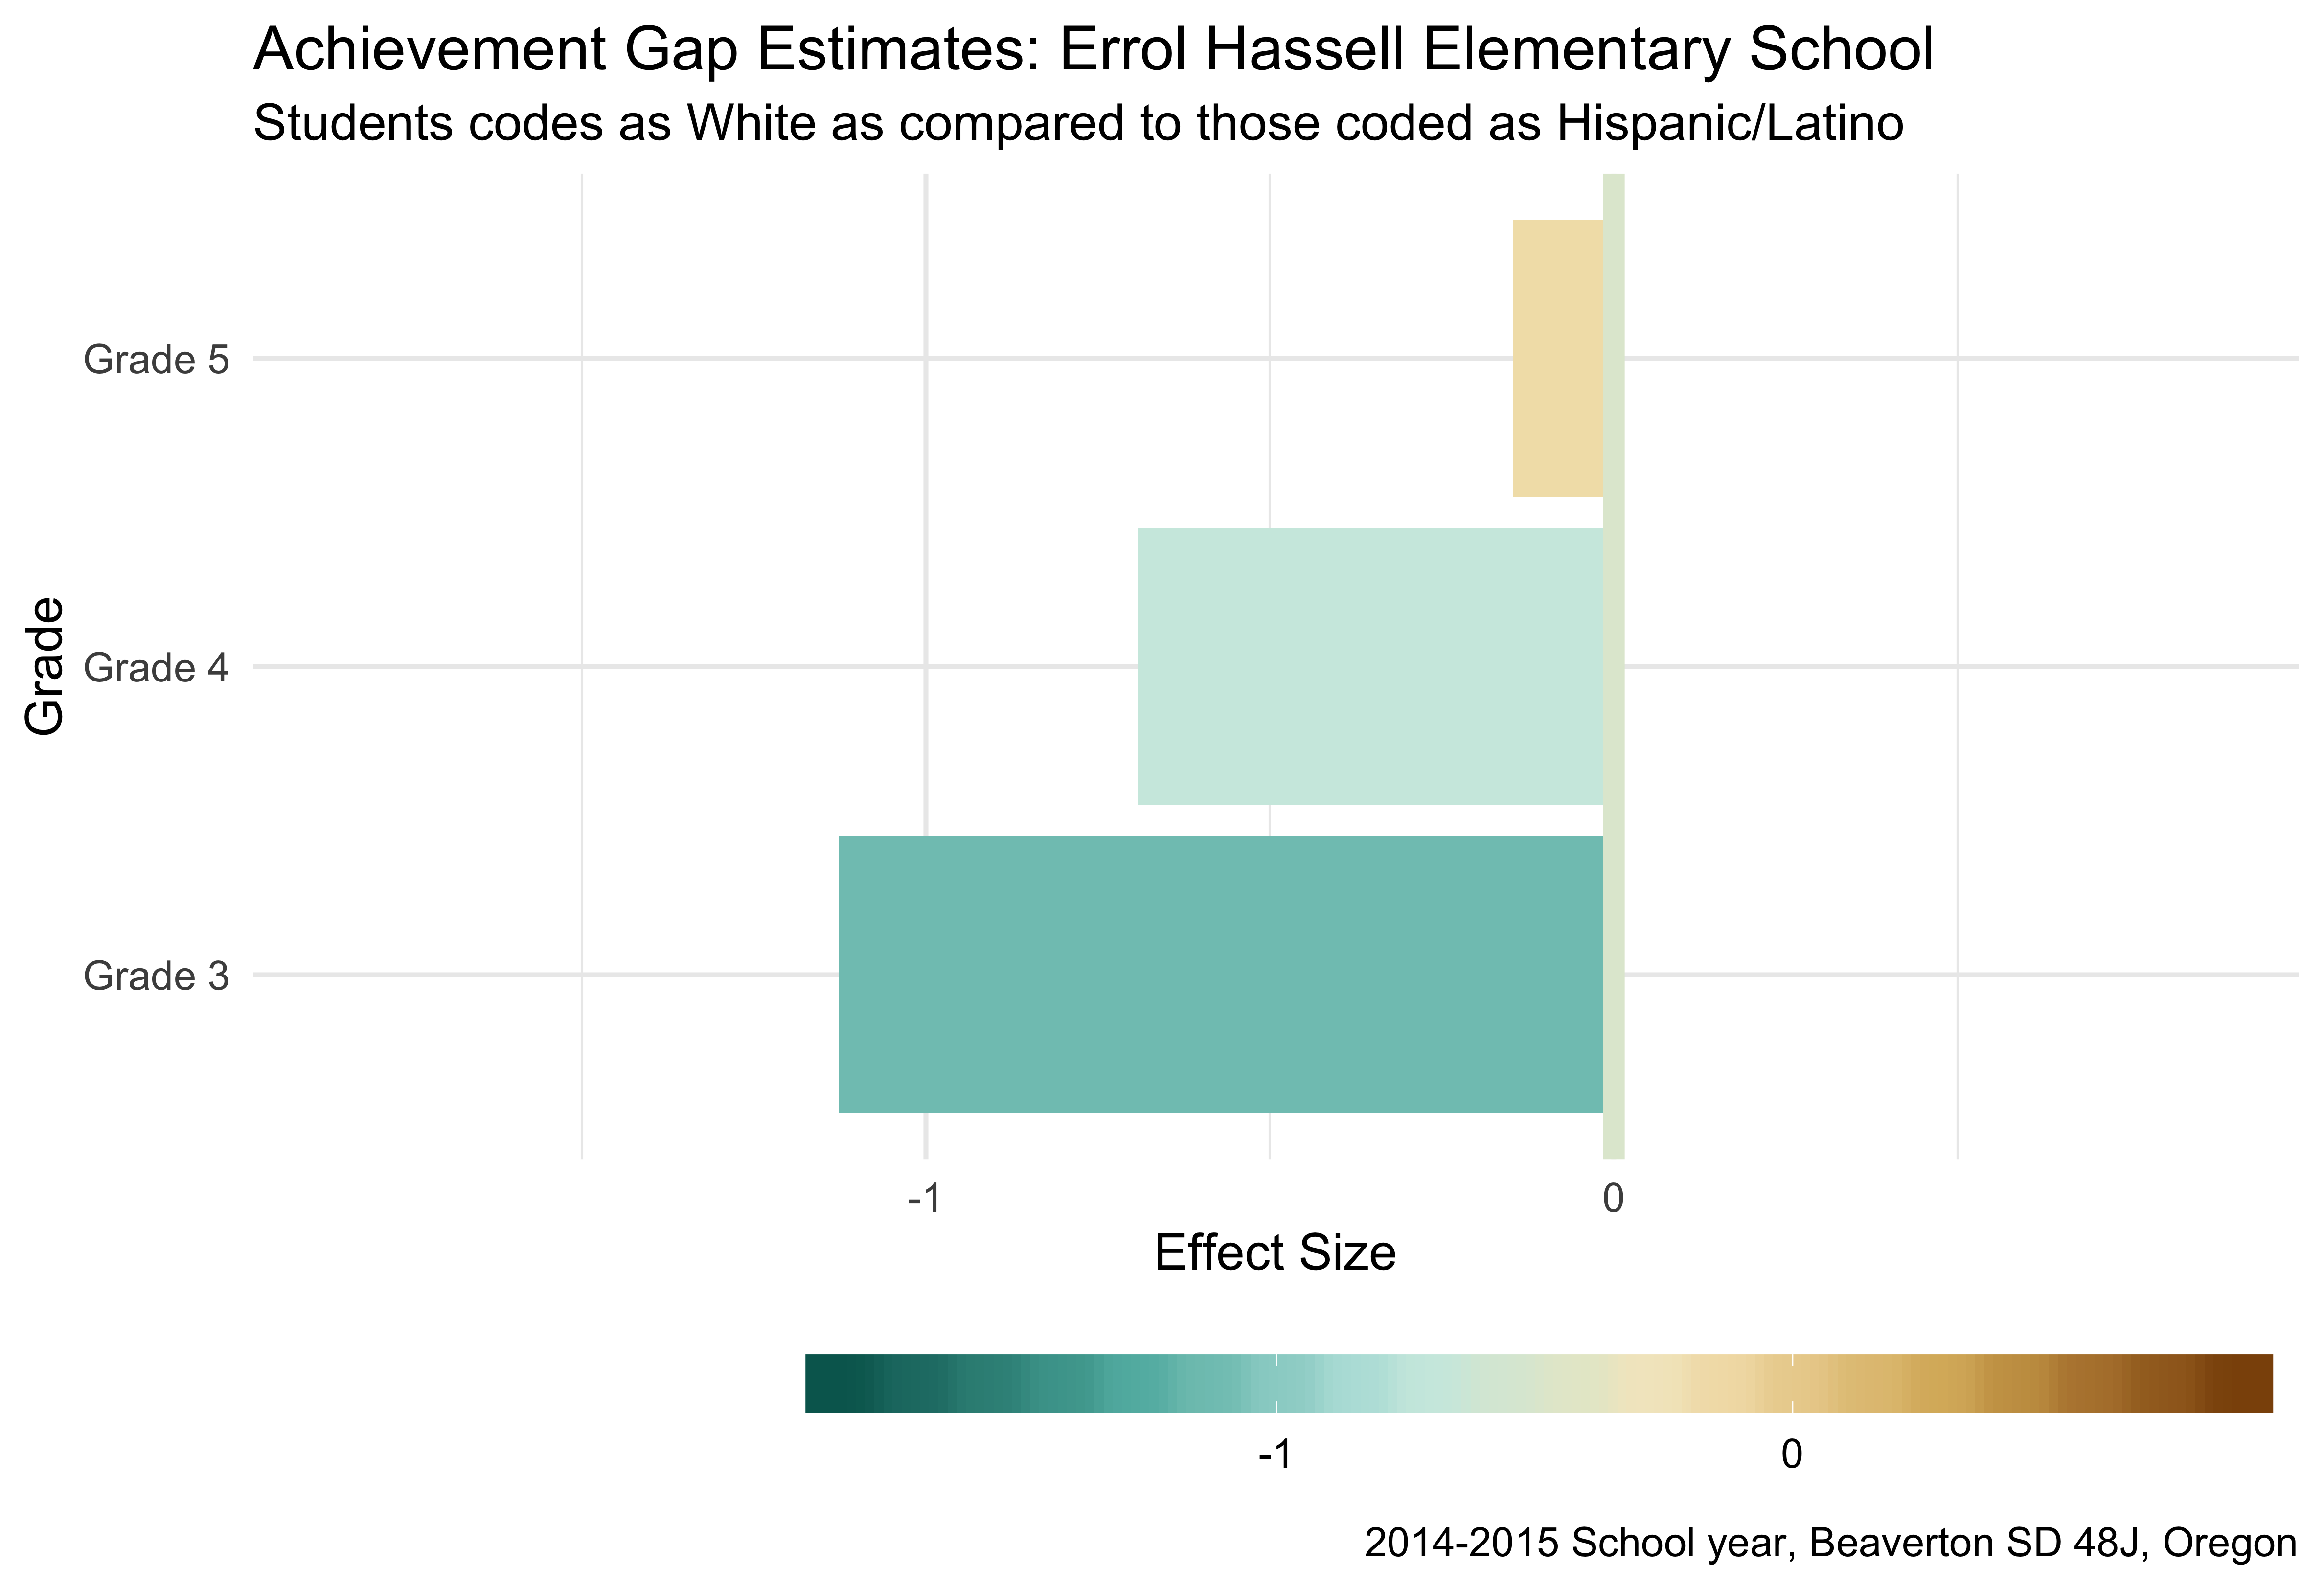 Achievement Gap Estimates: Errol Hassell Elementary School
Students codes as White as compared to those coded as Hispanic/Latino
Grade
Grade 5
Grade 4
Grade 3
-1
0
Effect Size
-1
0
2014-2015 School year, Beaverton SD 48J, Oregon